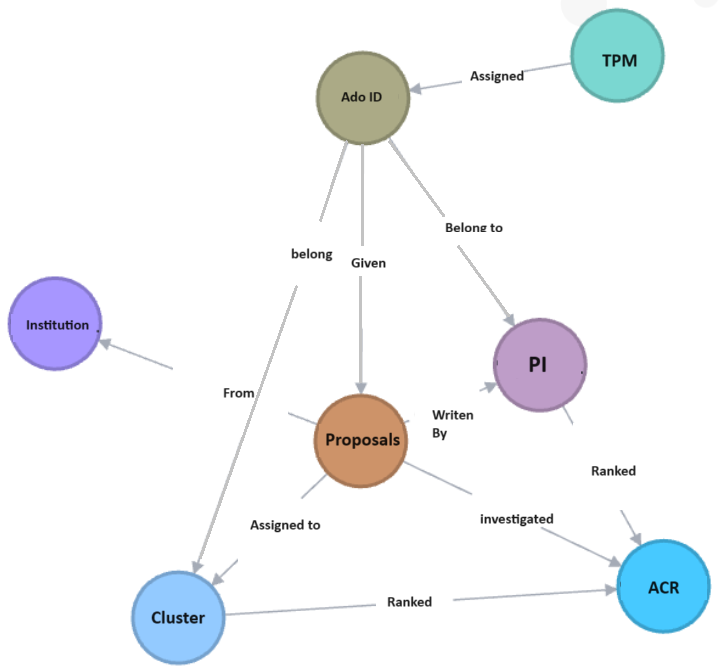 TPM
Assigned
Ado ID
Belong to
belong
Given
Institution
PI
From
Writen
By
Proposals
Ranked
investigated
Assigned to
ACR
Ranked
Cluster